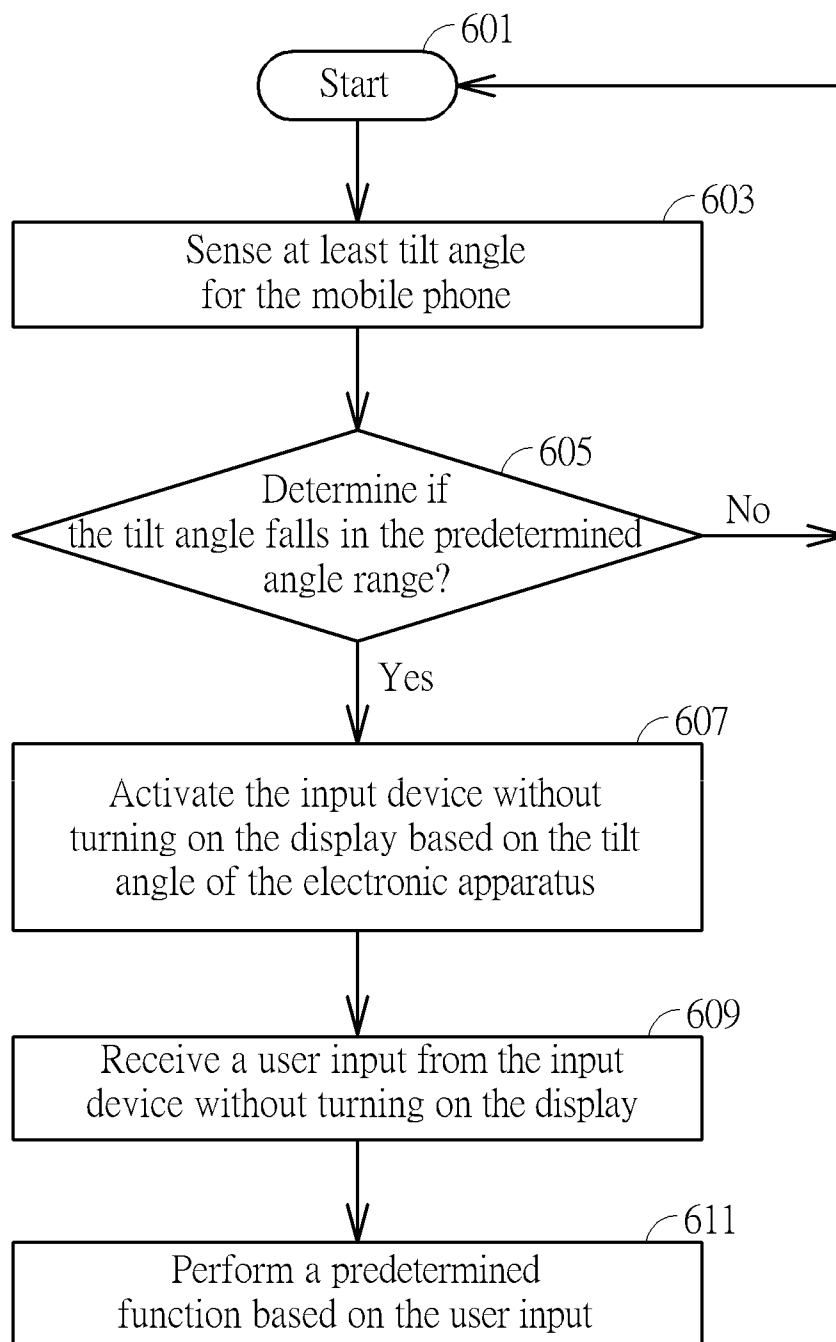 601
Start
603
Sense at least tilt angle
for the mobile phone
605
Determine if
the tilt angle falls in the predetermined
angle range?
No
Yes
607
Activate the input device without
turning on the display based on the tilt
angle of the electronic apparatus
609
Receive a user input from the input
device without turning on the display
611
Perform a predetermined
function based on the user input